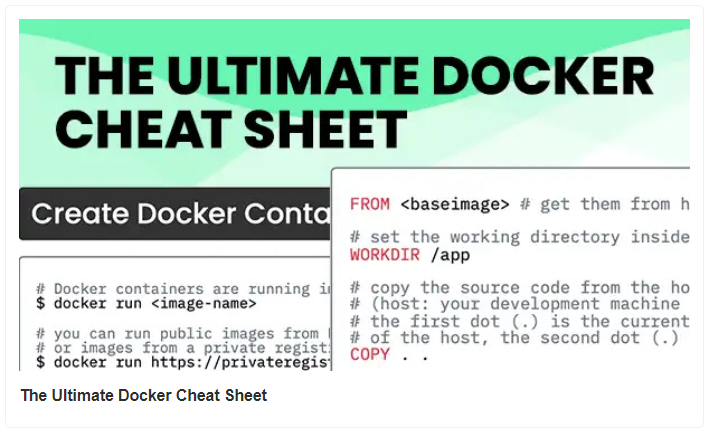 THE ULTIMATE DOCKER
CHEAT SHEET
Create Docker Conta
# Docker containers are running i
$ docker run <image-name>
# you can run public images from
# or images from a private regist
$ docker run https://privateregis
FROM <baseimage> # get them from h
# set the working directory inside
WORKDIR /app
# copy the source code from the ho
# (host: your development machine
# the first dot (.) is the current
# of the host, the second dot (.)
COPY . .
The Ultimate Docker Cheat Sheet